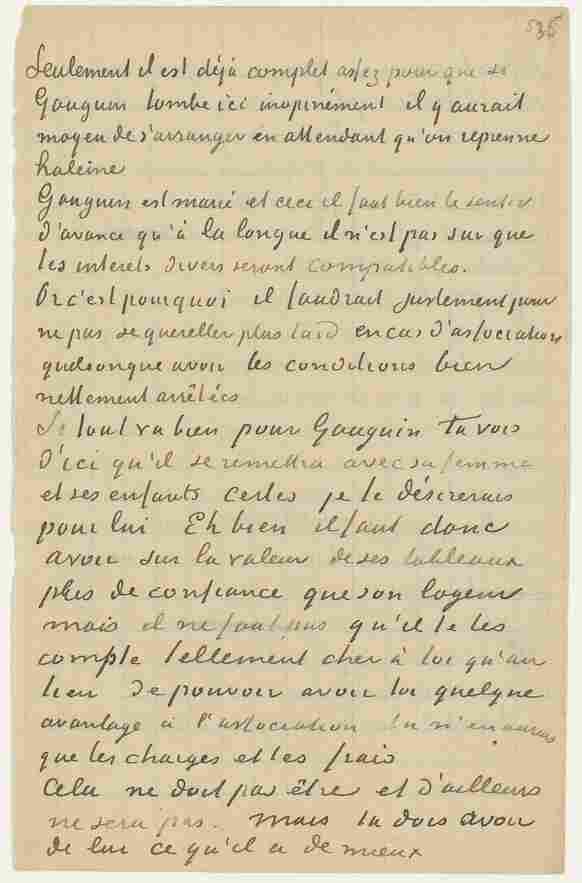 535
Seulement il est déjà complet assez pour que si
Gauguin tombe ici inopinément il y aurait
moyen de s'arranger en attendant qu'on reprenne
haleine
Gauguin est marié et ceci il faut bien le sentir
d'avance qu'à la longue il n'est pas sur que
les interets divers seront compatibles.
Or c'est pourquoi il faudrait justement pour
ne pas se quereller plus tard en cas d'association
quelconque avoir les conditions bien
nettement arrêtées
Si tout va bien pour Gauguin tu vois
d'ici qu'il se remettra avec sa femme
et ses enfants certes je le désirerais
pour lui Eh bien il faut donc
avoir sur la valeur de ses tableaux
plus de confiance que son logeur
mais il ne faut pas qu'il te les
compte tellement cher à toi qu'au
lieu de pouvoir avoir toi quelque
avantage à l'association tu n'en aurais
que les charges et les frais
Cela ne doit pas être et d'ailleurs
ne sera pas. mais tu dois avoir
de lui ce qu'il a de mieux